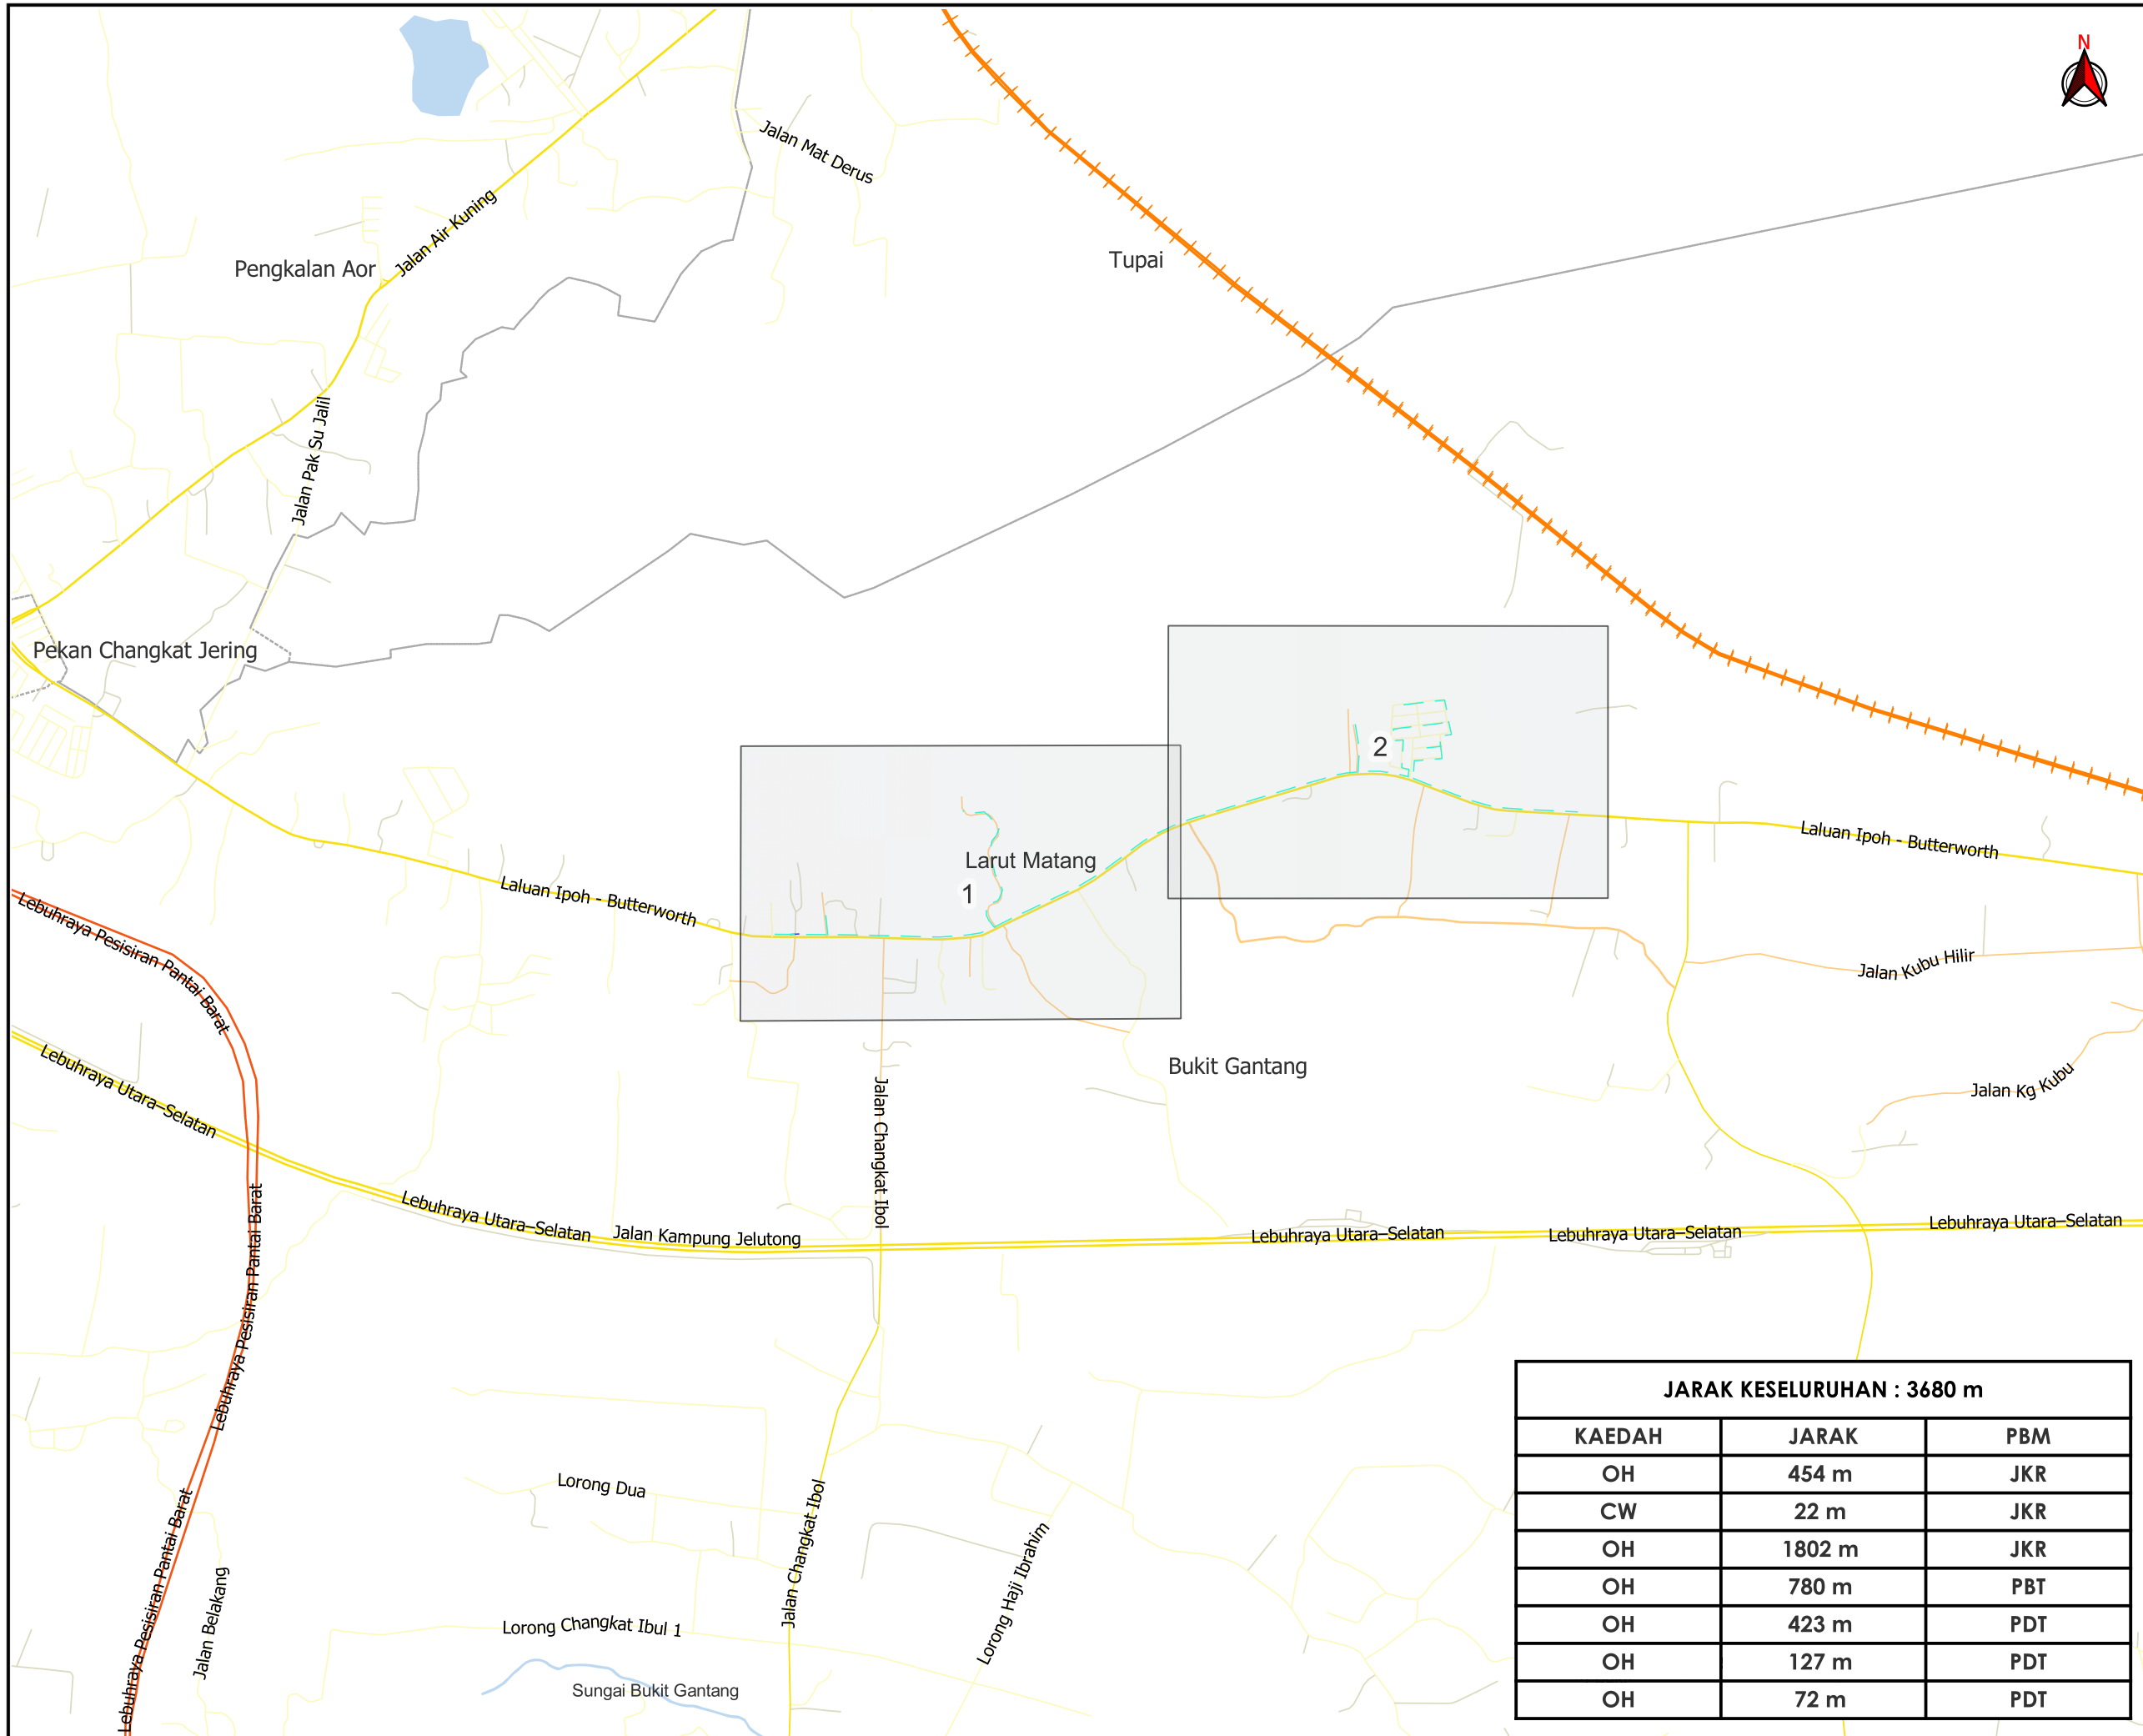 N
Jalan Mat Derus
Jalan Air Kuning
Pengkalan Aor
Tupai
Jalan Pak Su Jalil
Pekan Changkat Jering
2
Laluan Ipoh - Butterworth
Larut Matang
1
Laluan Ipoh - Butterworth
Lebuhraya Pesisiran Pantai Barat
Jalan Kubu Hilir
Lebuhraya Utara–Selatan
Bukit Gantang
Jalan Kg Kubu
Jalan Changkat Ibol
Lebuhraya Pesisiran Pantai Barat
Lebuhraya Utara–Selatan
Jalan Kampung Jelutong
Lebuhraya Utara–Selatan
Lebuhraya Utara–Selatan
Lebuhraya Utara–Selatan
JARAK KESELURUHAN : 3680 m
KAEDAH JARAK PBM
OH 454 m JKR
CW 22 m JKR
OH 1802 m JKR
OH 780 m PBT
OH 423 m PDT
OH 127 m PDT
OH 72 m PDT
Lorong Dua
Jalan Changkat Ibol
Lebuhraya Pesisiran Pantai Barat
Jalan Belakang
Lorong Haji Ibrahim
Lorong Changkat Ibul 1
Sungai Bukit Gantang